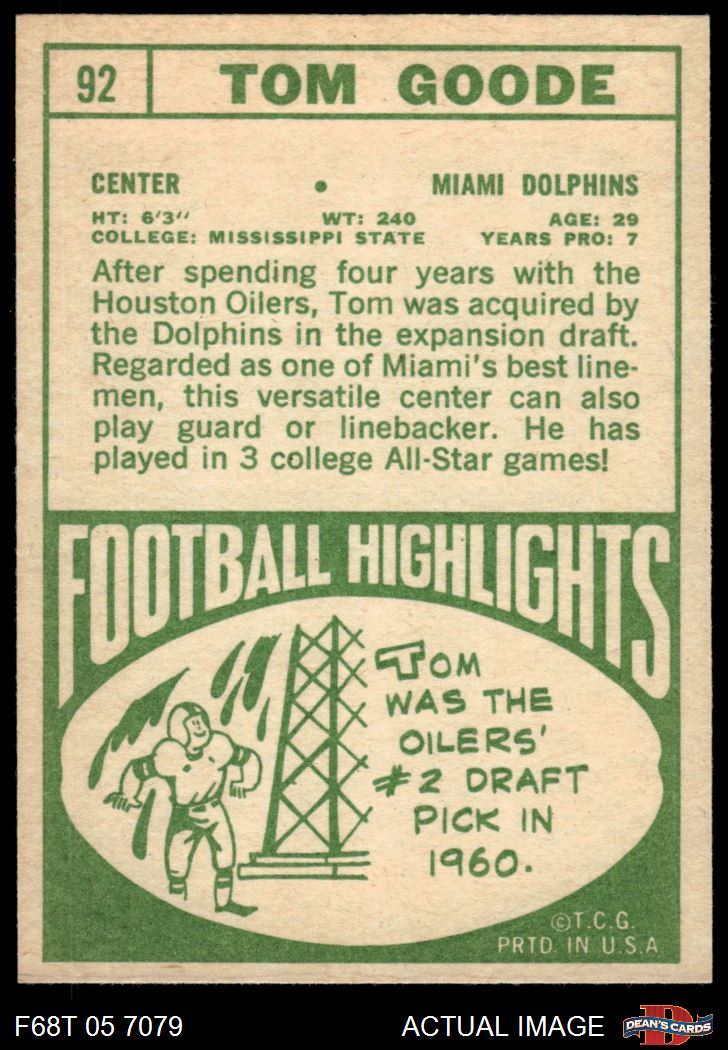 92
TOM GOODE
CENTER • MIAMI DOLPHINS
HT: 6'3" WT: 240 AGE: 29
COLLEGE: MISSISSIPPI STATE YEARS PRO: 7
After spending four years with the
Houston Oilers, Tom was acquired by
the Dolphins in the expansion draft.
Regarded as one of Miami's best line-
men, this versatile center can also
play guard or linebacker. He has
played in 3 college All-Star games!
FOOTBALL HIGHLIGHTS
TOM
WAS THE
OILERS'
#2 DRAFT
PICK IN
1960.
©T.C.G.
PRTD. IN U.S.A
F68T 05 7079
ACTUAL IMAGE
D
DEAN'S CARDS